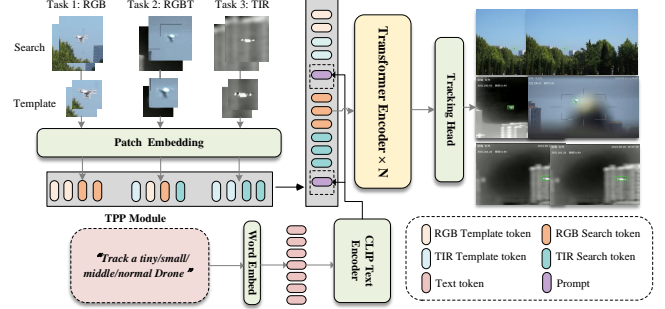 Task 1: RGB
Task 2: RGBT
Task 3: TIR
Search
Template
Patch Embedding
Transformer
Encoder × N
Tracking Head
TPP Module
❝Track a tiny/small/
middle/normal Drone ❞
Word Embed
CLIP Text
Encoder
RGB Template token
RGB Search token
TIR Template token
TIR Search token
Text token
Prompt